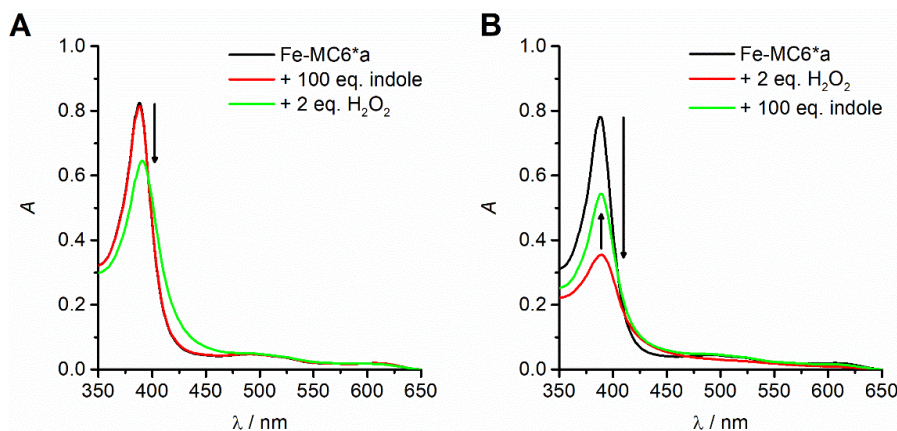 A
Fe-MC6*a
+ 100 eq. indole
+ 2 eq. H₂O₂
A
1.0
0.8
0.6
0.4
0.2
0.0
350 400 450 500 550 600 650
λ / nm
B
Fe-MC6*a
+ 2 eq. H₂O₂
+ 100 eq. indole
A
1.0
0.8
0.6
0.4
0.2
0.0
350 400 450 500 550 600 650
λ / nm